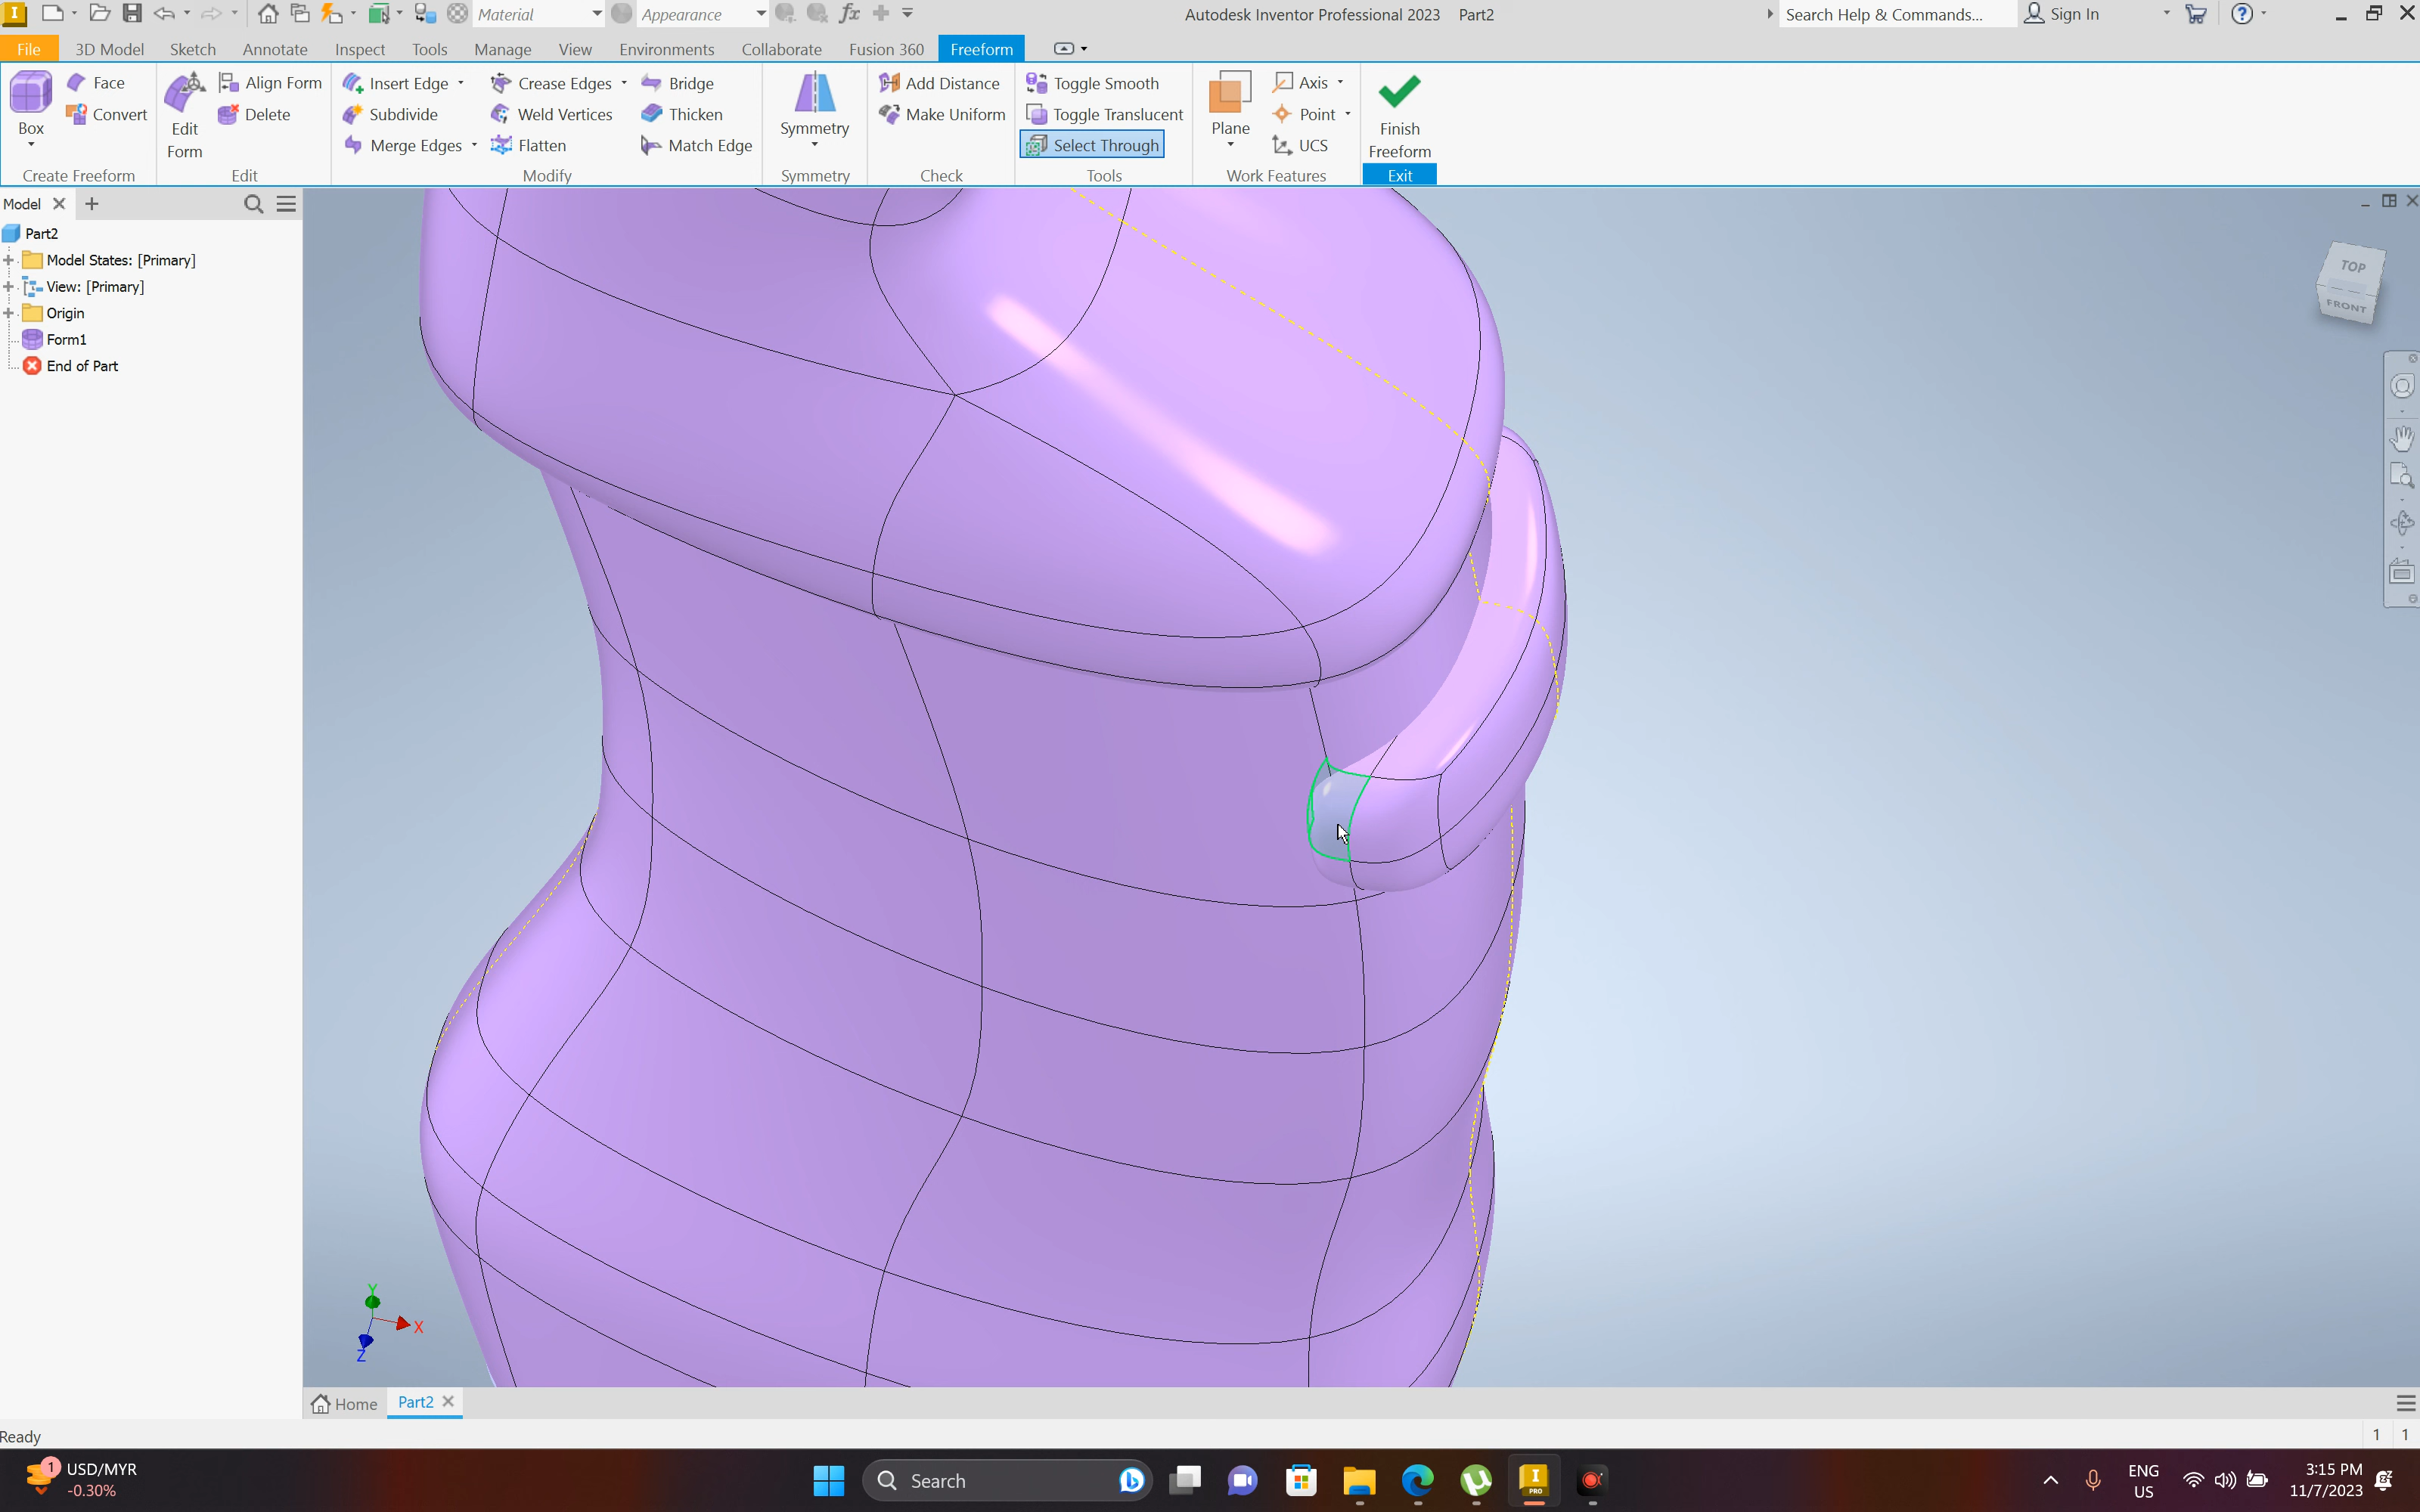 Material
Appearance
fx
Autodesk Inventor Professional 2023 Part2
Search Help & Commands...
Sign In
File
3D Model
Sketch
Annotate
Inspect
Tools
Manage
View
Environments
Collaborate
Fusion 360
Freeform
Box
Face
Convert
Create Freeform
Edit
Form
Align Form
Delete
Edit
Insert Edge
Subdivide
Merge Edges
Crease Edges
Weld Vertices
Flatten
Bridge
Thicken
Match Edge
Modify
Symmetry
Symmetry
Add Distance
Make Uniform
Check
Toggle Smooth
Toggle Translucent
Select Through
Tools
Plane
Axis
Point
UCS
Work Features
Finish
Freeform
Exit
Model
Part2
Model States: [Primary]
View: [Primary]
Origin
Form1
End of Part
TOP
FRONT
Y
X
Z
Home
Part2
Ready
1 1
1
USD/MYR
-0.30%
Search
I
PRO
ENG
US
3:15 PM
11/7/2023